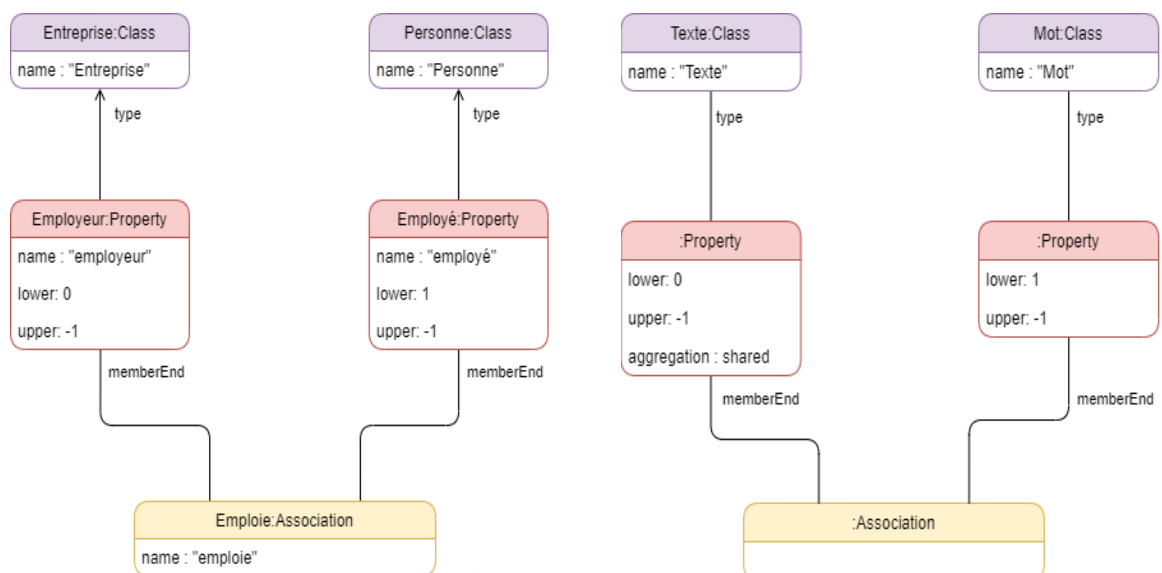 Entreprise:Class
name : "Entreprise"
type
Employeur:Property
name : "employeur"
lower: 0
upper: -1
memberEnd
Personne:Class
name : "Personne"
type
Employé:Property
name : "employé"
lower: 1
upper: -1
memberEnd
Emploie:Association
name : "emploie"
Texte:Class
name : "Texte"
type
:Property
lower: 0
upper: -1
aggregation : shared
memberEnd
Mot:Class
name : "Mot"
type
:Property
lower: 1
upper: -1
memberEnd
:Association